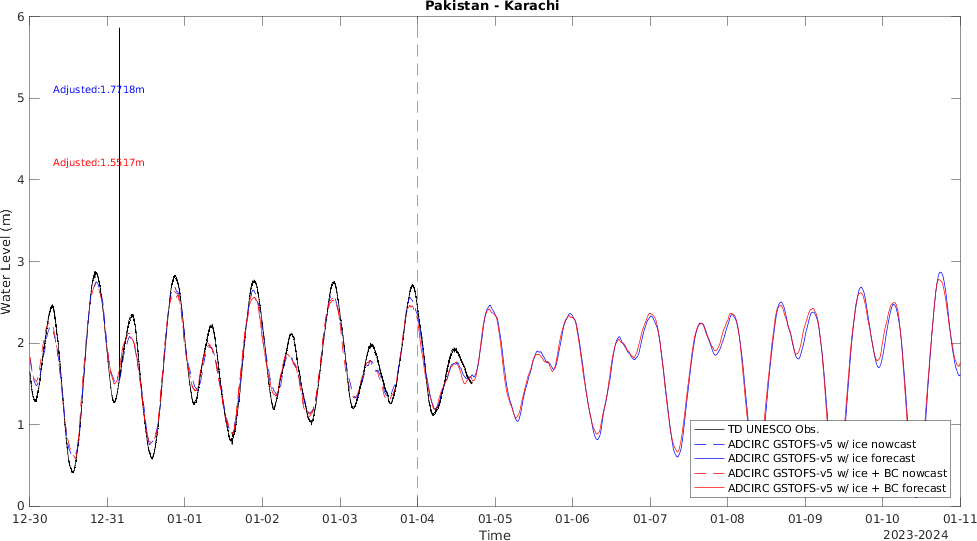 Pakistan - Karachi
6
5
4
3
2
1
0
Water Level (m)
Adjusted:1.7718m
Adjusted:1.5517m
TD UNESCO Obs.
ADCIRC GSTOFS-v5 w/ ice nowcast
ADCIRC GSTOFS-v5 w/ ice forecast
ADCIRC GSTOFS-v5 w/ ice + BC nowcast
ADCIRC GSTOFS-v5 w/ ice + BC forecast
12-30 12-31 01-01 01-02 01-03 01-04 01-05 01-06 01-07 01-08 01-09 01-10 01-11
Time
2023-2024